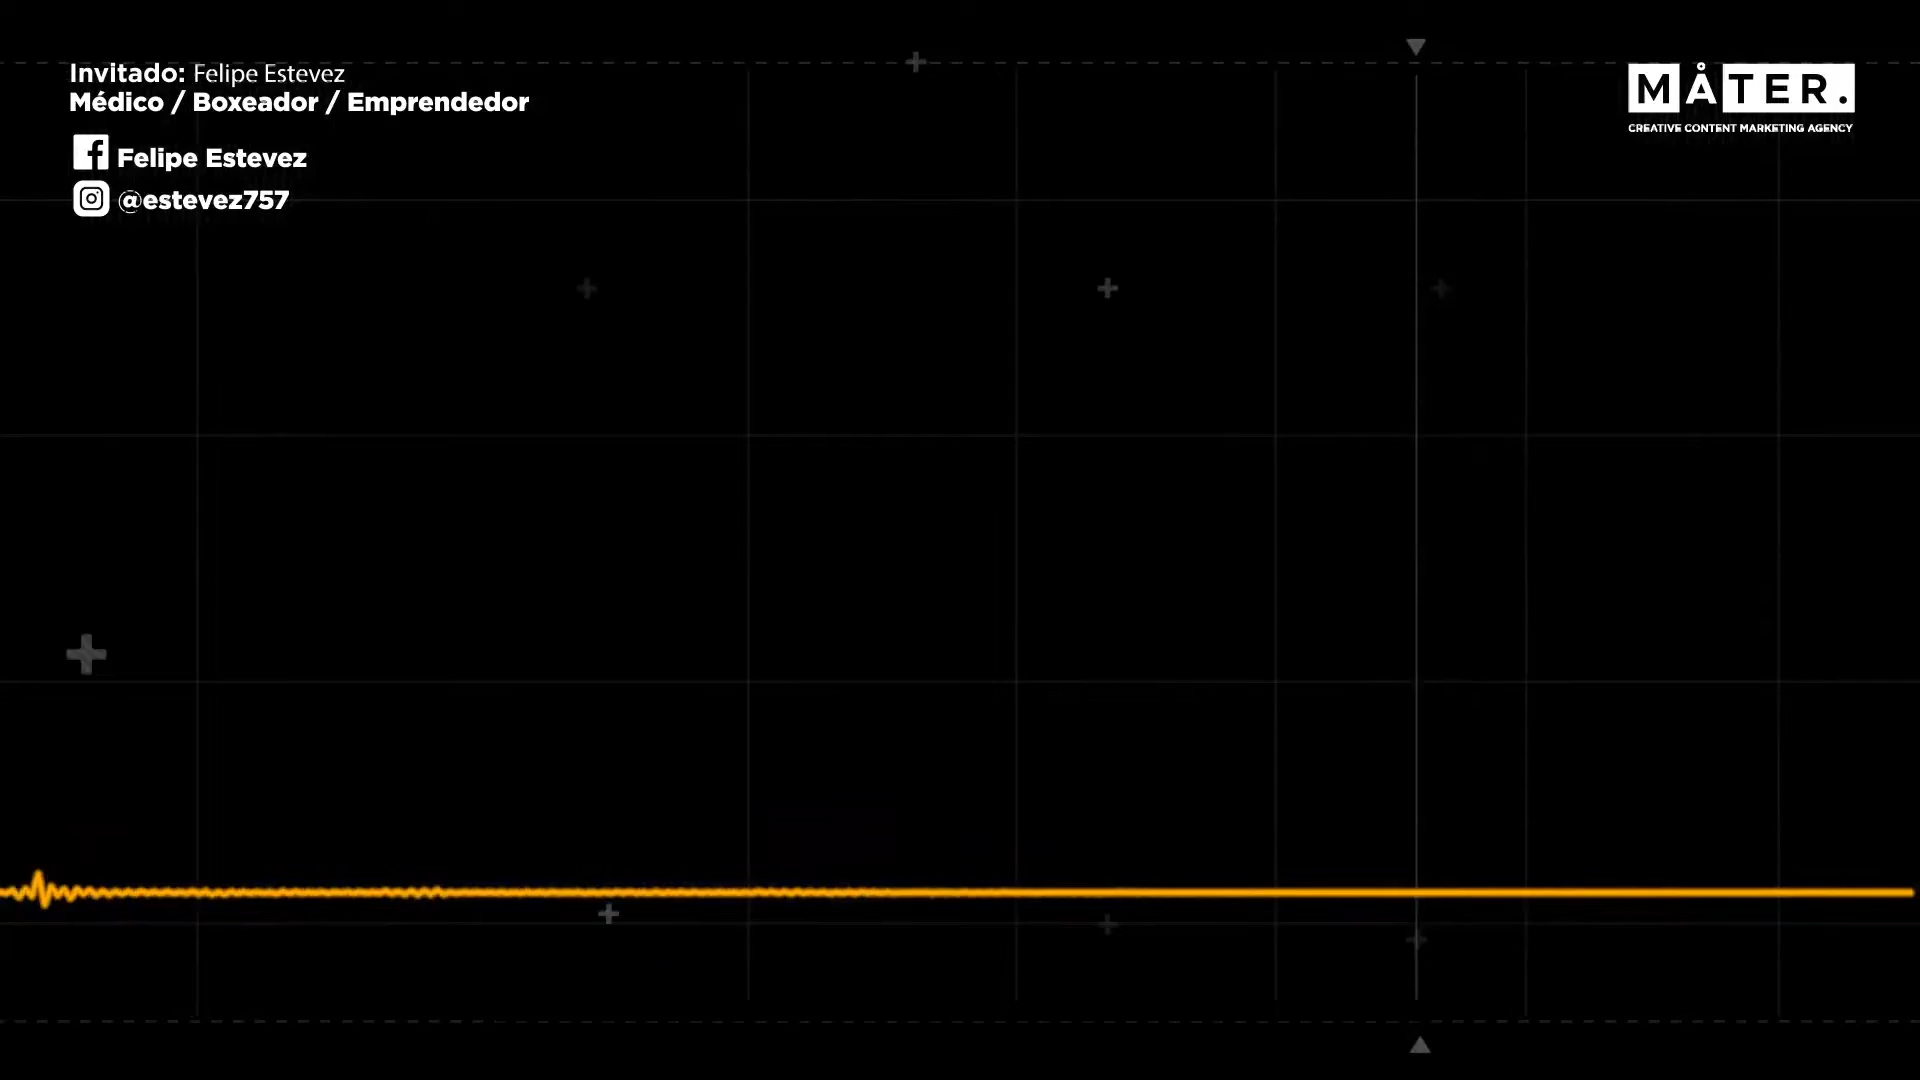 Invitado: Felipe Estevez
Médico / Boxeador / Emprendedor
Felipe Estevez
@estevez757
MÅTER.
CREATIVE CONTENT MARKETING AGENCY